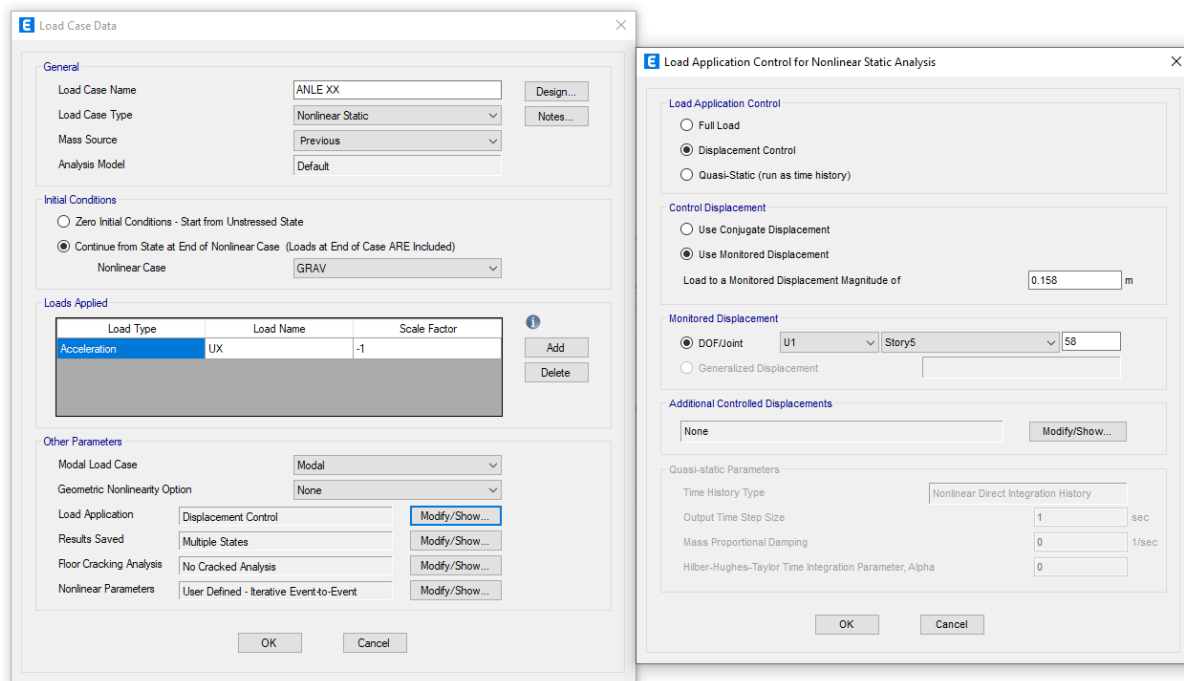 E Load Case Data
General
Load Case Name ANLE XX Design...
Load Case Type Nonlinear Static Notes...
Mass Source Previous
Analysis Model Default
Initial Conditions
Zero Initial Conditions - Start from Unstressed State
Continue from State at End of Nonlinear Case (Loads at End of Case ARE Included)
Nonlinear Case GRAV
Loads Applied
Load Type Load Name Scale Factor
Acceleration UX -1
Add
Delete
Other Parameters
Modal Load Case Modal
Geometric Nonlinearity Option None
Load Application Displacement Control Modify/Show...
Results Saved Multiple States Modify/Show...
Floor Cracking Analysis No Cracked Analysis Modify/Show...
Nonlinear Parameters User Defined - Iterative Event-to-Event Modify/Show...
OK Cancel
E Load Application Control for Nonlinear Static Analysis
Load Application Control
Full Load
Displacement Control
Quasi-Static (run as time history)
Control Displacement
Use Conjugate Displacement
Use Monitored Displacement
Load to a Monitored Displacement Magnitude of 0.158 m
Monitored Displacement
DOF/Joint U1 Story5 58
Generalized Displacement
Additional Controlled Displacements
None Modify/Show...
Quasi-static Parameters
Time History Type Nonlinear Direct Integration History
Output Time Step Size 1 sec
Mass Proportional Damping 0 1/sec
Hilber-Hughes-Taylor Time Integration Parameter, Alpha 0
OK Cancel